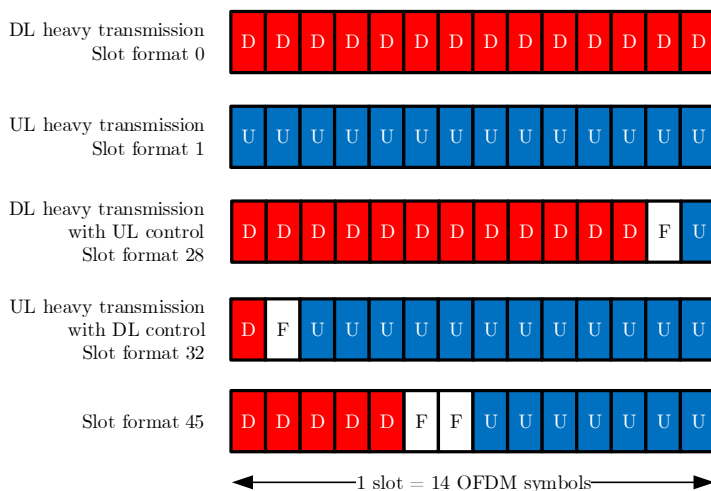 DL heavy transmission
Slot format 0
D D D D D D D D D D D D D D
UL heavy transmission
Slot format 1
U U U U U U U U U U U U U U
DL heavy transmission
with UL control
Slot format 28
D D D D D D D D D D D D F U
UL heavy transmission
with DL control
Slot format 32
D F U U U U U U U U U U U U
Slot format 45
D D D D D F F U U U U U U U
1 slot = 14 OFDM symbols